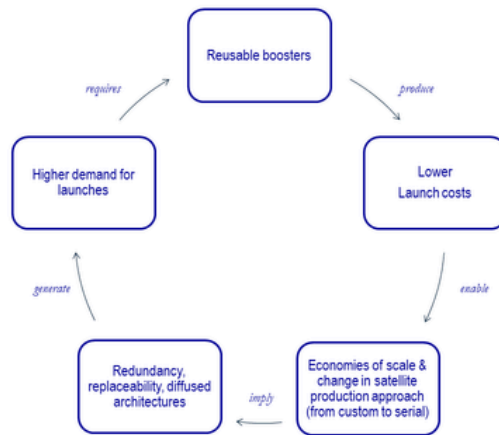 Reusable boosters
requires
produce
Higher demand for
launches
Lower
Launch costs
generate
enable
Redundancy,
replaceability, diffused
architectures
imply
Economies of scale &
change in satellite
production approach
(from custom to serial)